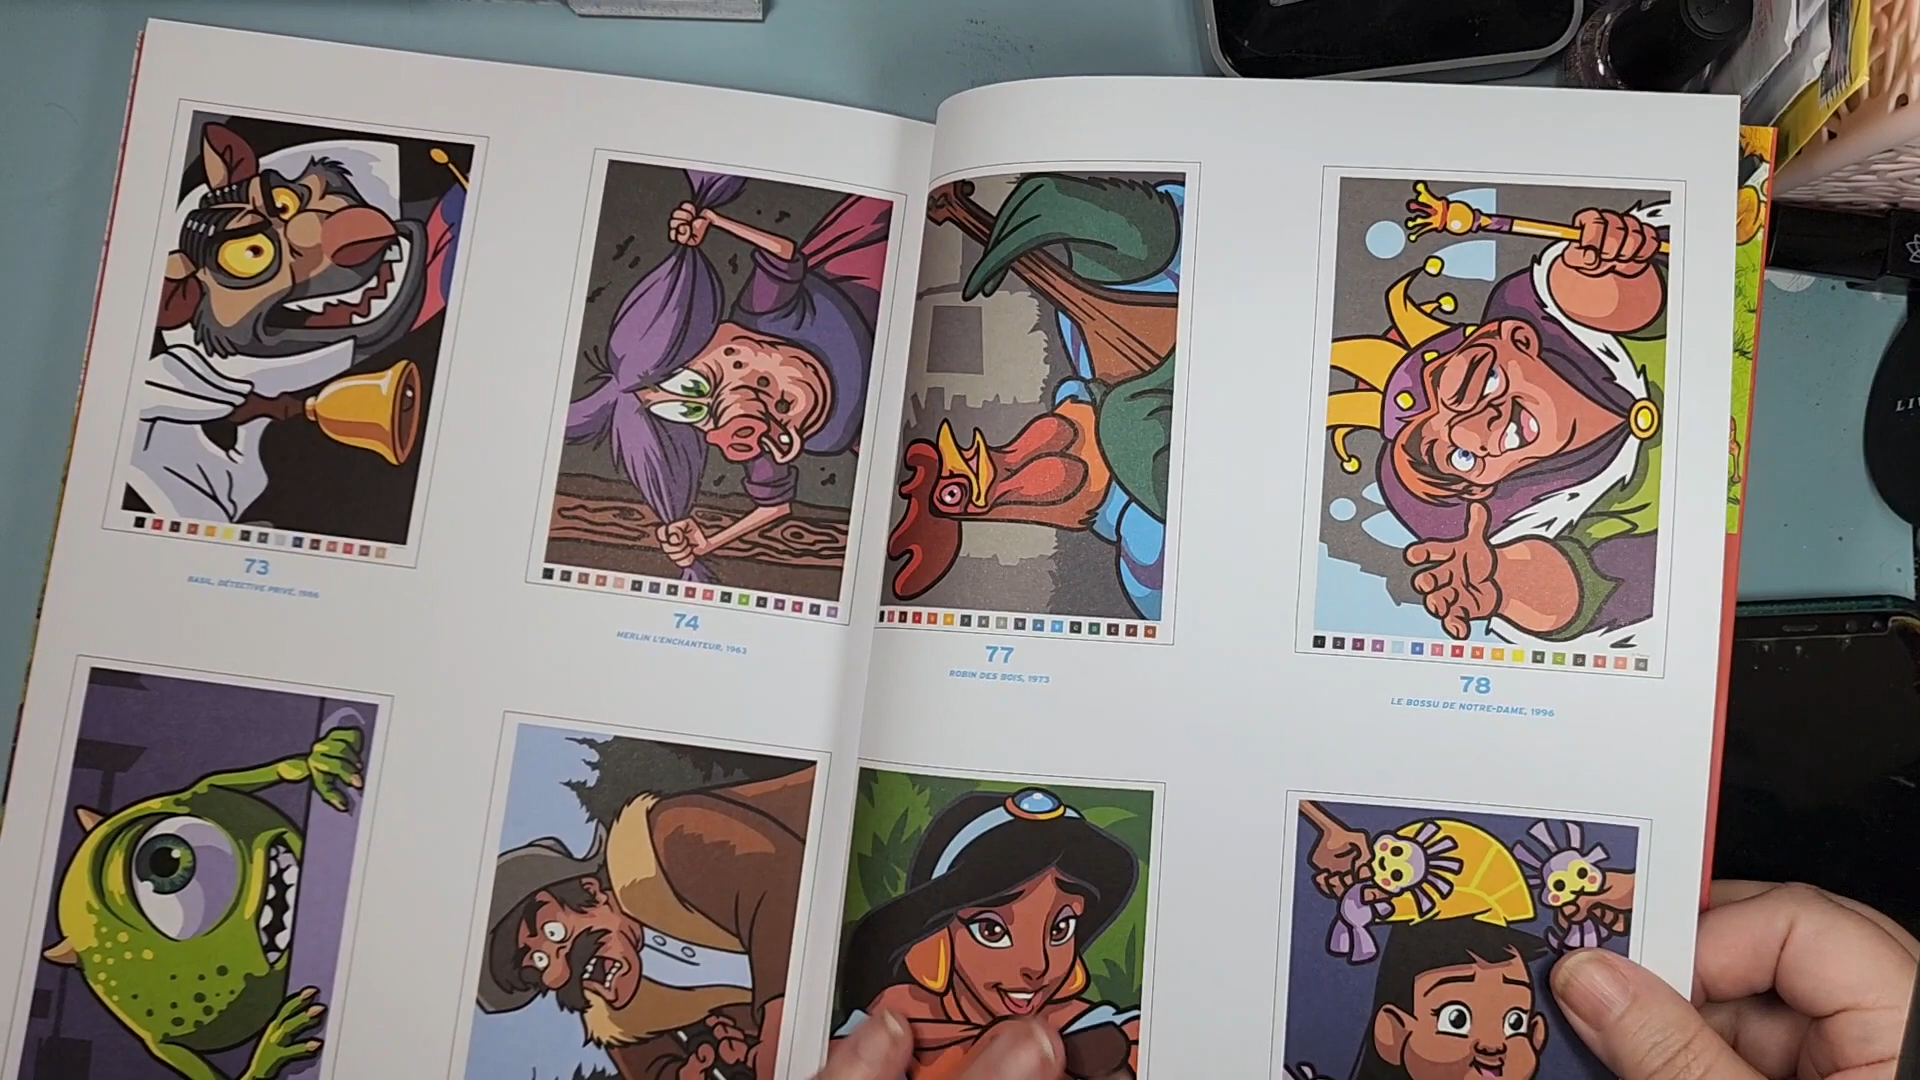 73
BASIL, DÉTECTIVE PRIVÉ, 1986
74
MERLIN L'ENCHANTEUR, 1963
77
ROBIN DES BOIS, 1973
78
LE BOSSU DE NOTRE-DAME, 1996
LIV